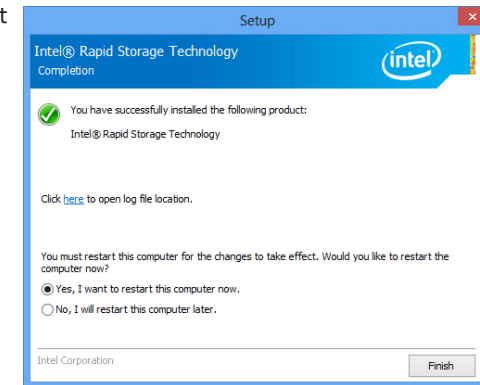 t
Setup
Intel® Rapid Storage Technology
Completion
intel
You have successfully installed the following product:
Intel® Rapid Storage Technology
Click here to open log file location.
You must restart this computer for the changes to take effect. Would you like to restart the
computer now?
Yes, I want to restart this computer now.
No, I will restart this computer later.
Intel Corporation
Finish